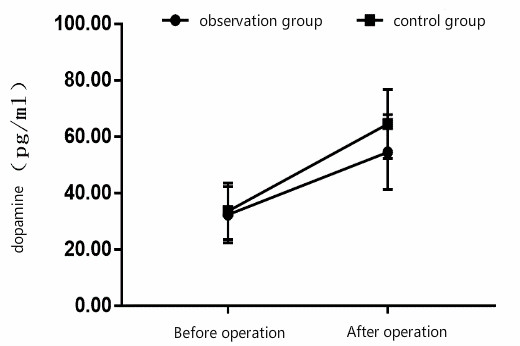 observation group
control group
100.00
80.00
60.00
40.00
20.00
0.00
dopamine (pg/ml)
Before operation
After operation